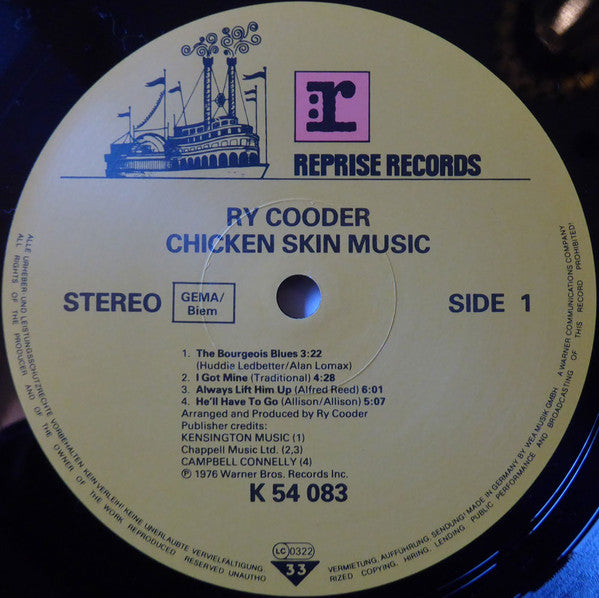 r
REPRISE RECORDS
RY COODER
CHICKEN SKIN MUSIC
STEREO
GEMA/
Biem
SIDE 1
1. The Bourgeois Blues 3:22
(Huddie Ledbetter/Alan Lomax)
2. I Got Mine (Traditional) 4:28
3. Always Lift Him Up (Alfred Reed) 6:01
4. He'll Have To Go (Allison/Allison) 5:07
Arranged and Produced by Ry Cooder
Publisher credits:
KENSINGTON MUSIC (1)
Chappell Music Ltd. (2,3)
CAMPBELL CONNELLY (4)
℗ 1976 Warner Bros. Records Inc.
K 54 083
LC 0322
33
ALLE URHEBER- UND LEISTUNGSSCHUTZRECHTE VORBEHALTEN. KEIN VERLEIH! KEINE UNERLAUBTE VERVIELFÄLTIGUNG
VERMIETUNG, AUFFÜHRUNG, SENDUNG! MADE IN GERMANY BY WEA MUSIK GMBH A WARNER COMMUNICATIONS COMPANY
ALL RIGHTS OF THE PRODUCER AND OF THE OWNER OF THE WORK REPRODUCED RESERVED UNAUTHO
RIZED COPYING, HIRING, LENDING PUBLIC PERFORMANCE AND BROADCASTING OF THIS RECORD PROHIBITED!